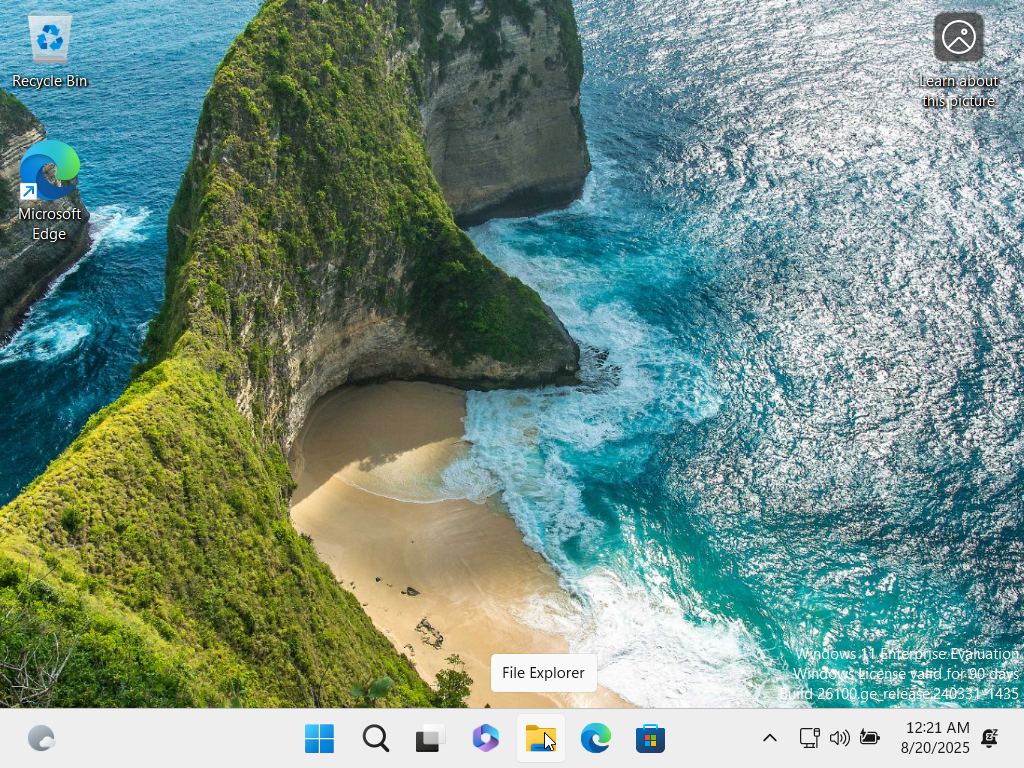 Recycle Bin
Learn about
this picture
Microsoft
Edge
File Explorer
Windows 11 Enterprise Evaluation
Windows License valid for 90 days
Build 26100.ge_release.240331-1435
12:21 AM
8/20/2025